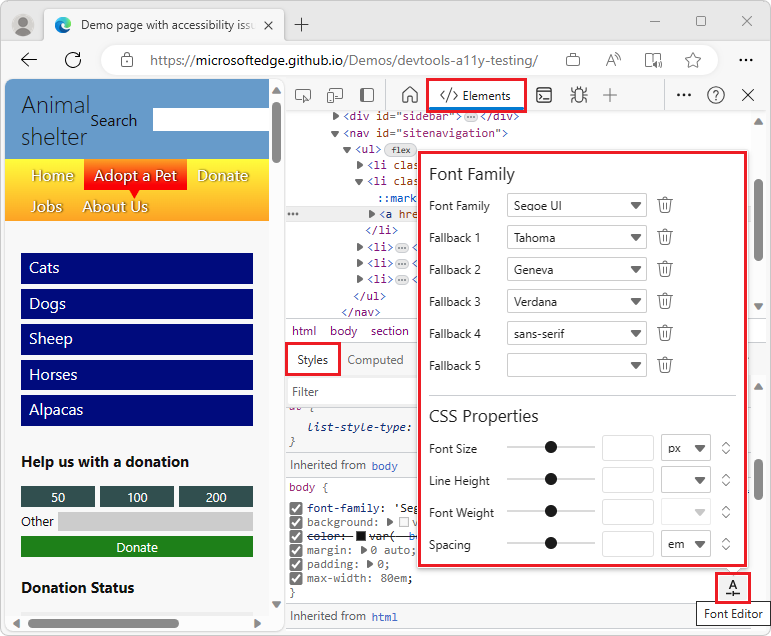 Demo page with accessibility issu
https://microsoftedge.github.io/Demos/devtools-a11y-testing/
Animal
shelter
Search
Home
Adopt a Pet
Donate
Jobs
About Us
Cats
Dogs
Sheep
Horses
Alpacas
Help us with a donation
50
100
200
Other
Donate
Donation Status
</> Elements
<div id="sidebar"> … </div>
<nav id="sitenavigation">
<ul> flex
<li clas
<li clas
::mark
<a hre
</li>
<li> … <
<li> … <
<li> … <
</ul>
</nav>
html body section
Styles
Computed
Filter
list-style-type:
}
Inherited from body
body {
font-family: 'Seg
background:
color: var(
margin: 0 auto;
padding: 0;
max-width: 80em;
}
Inherited from html
Font Family
Font Family Segoe UI
Fallback 1 Tahoma
Fallback 2 Geneva
Fallback 3 Verdana
Fallback 4 sans-serif
Fallback 5
CSS Properties
Font Size px
Line Height
Font Weight
Spacing em
A
Font Editor